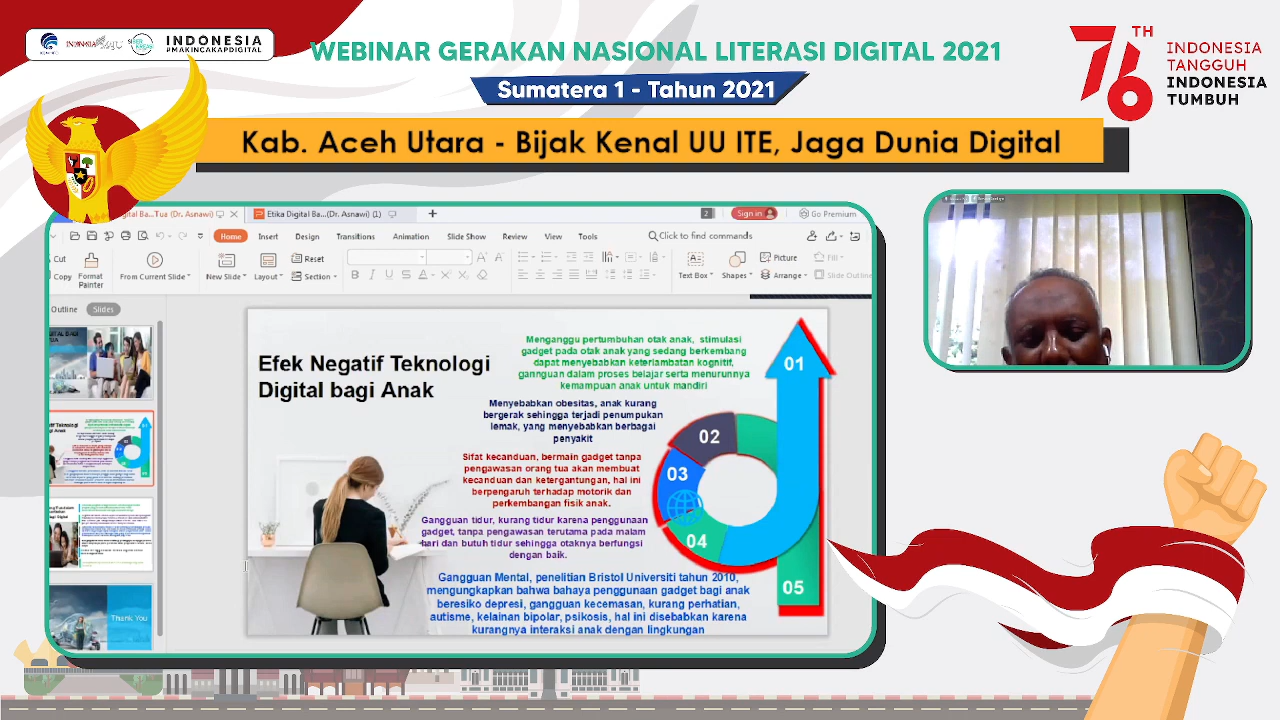 INDONESIA
#MAKINCAKAPDIGITAL
WEBINAR GERAKAN NASIONAL LITERASI DIGITAL 2021
Sumatera 1 - Tahun 2021
Kab. Aceh Utara - Bijak Kenal UU ITE, Jaga Dunia Digital
76 TH
INDONESIA
TANGGUH
INDONESIA
TUMBUH
Tua (Dr. Asnawi)
Etika Digital Ba...(Dr. Asnawi) (1)
+
2
Sign in
Go Premium
Home
Insert
Design
Transitions
Animation
Slide Show
Review
View
Tools
Click to find commands
Cut
Copy
Format
Painter
From Current Slide
New Slide
Layout
Reset
Section
Text Box
Shapes
Picture
Arrange
Fill
Slide Outline
Outline
Slides
Thank You
Efek Negatif Teknologi
Digital bagi Anak
Menganggu pertumbuhan otak anak, stimulasi
gadget pada otak anak yang sedang berkembang
dapat menyebabkan keterlambatan kognitif,
gannguan dalam proses belajar serta menurunnya
kemampuan anak untuk mandiri
Menyebabkan obesitas, anak kurang
bergerak sehingga terjadi penumpukan
lemak, yang menyebabkan berbagai
penyakit
Sifat kecanduan, bermain gadget tanpa
pengawasan orang tua akan membuat
kecanduan dan ketergantungan, hal ini
berpengaruh terhadap motorik dan
perkembangan fisik anak.
Gangguan tidur, kurang tidur karena penggunaan
gadget, tanpa pengawasan terutama pada malam
hari dan butuh tidur sehingga otaknya berfungsi
dengan baik.
Gangguan Mental, penelitian Bristol Universiti tahun 2010,
mengungkapkan bahwa bahaya penggunaan gadget bagi anak
beresiko depresi, gangguan kecemasan, kurang perhatian,
autisme, kelainan bipolar, psikosis, hal ini disebabkan karena
kurangnya interaksi anak dengan lingkungan
01
02
03
04
05